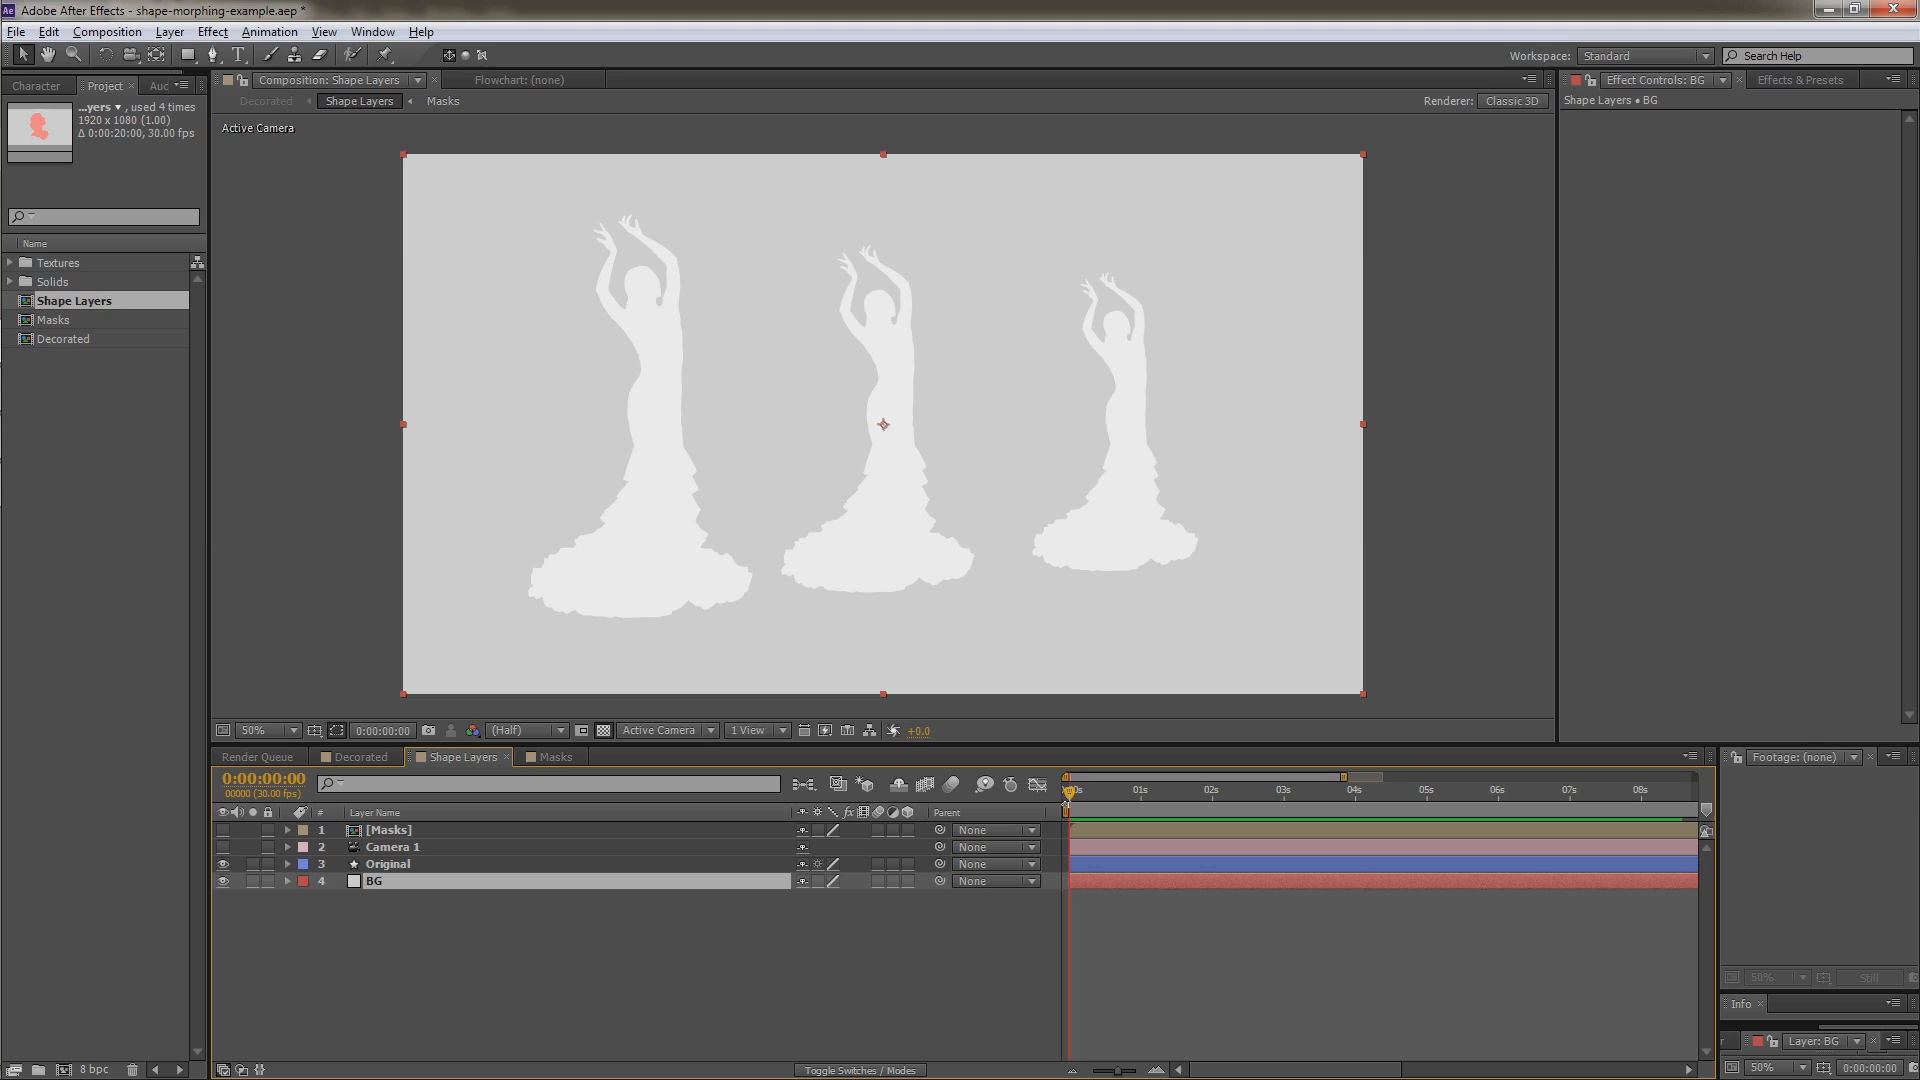 Ae Adobe After Effects - shape-morphing-example.aep *
File Edit Composition Layer Effect Animation View Window Help
T Workspace: Standard Search Help
Character Project × Auc
...yers ▾ , used 4 times
1920 x 1080 (1.00)
Δ 0:00:20:00, 30.00 fps
Name
Textures
Solids
Shape Layers
Masks
Decorated
8 bpc
Composition: Shape Layers × Flowchart: (none)
Decorated Shape Layers Masks
Renderer: Classic 3D
Active Camera
50% 0:00:00:00 (Half) Active Camera 1 View +0.0
Effect Controls: BG × Effects & Presets
Shape Layers • BG
Render Queue Decorated Shape Layers × Masks
0:00:00:00
00000 (30.00 fps)
01s 02s 03s 04s 05s 06s 07s 08s
# Layer Name fx Parent
1 [Masks] None
2 Camera 1 None
3 Original None
4 BG None
Toggle Switches / Modes
Footage: (none) ×
50% Still
Info ×
Layer: BG ×
50% 0:00:00:00